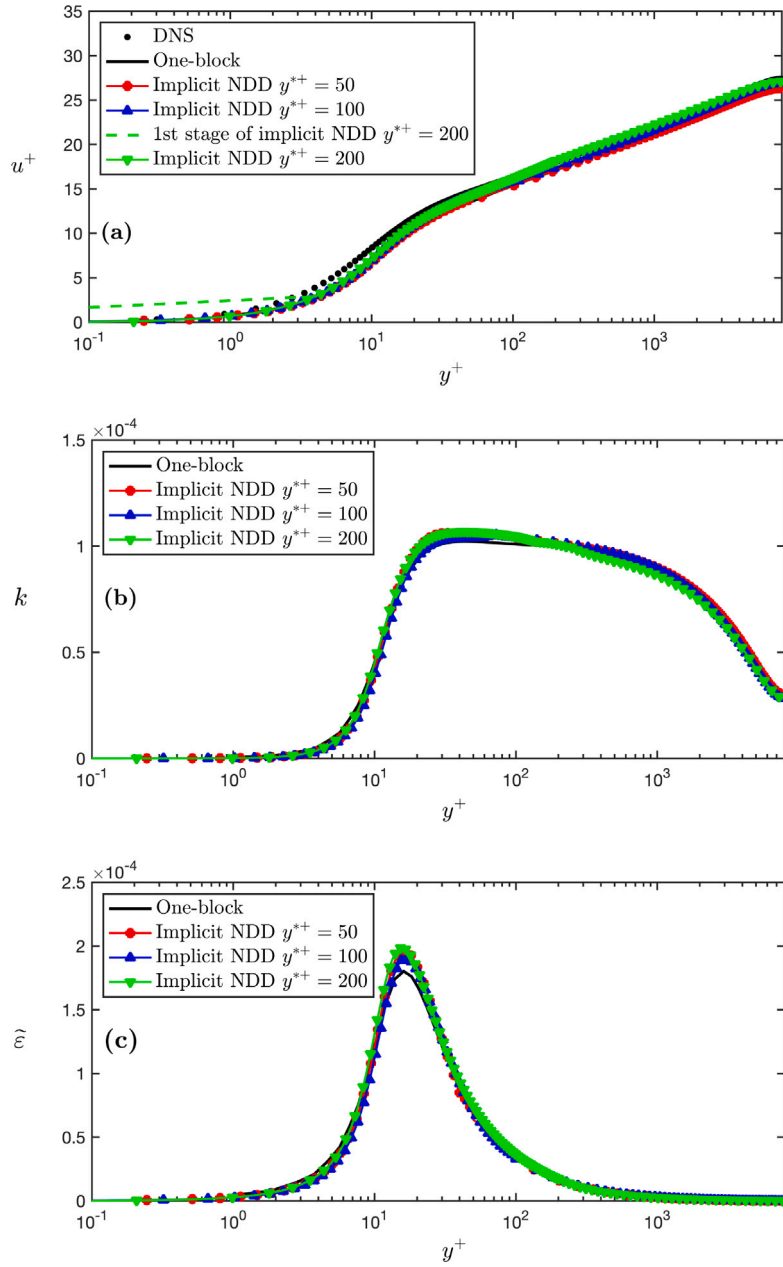 35
30
25
20
15
10
5
0
u⁺
DNS
One-block
Implicit NDD y*⁺ = 50
Implicit NDD y*⁺ = 100
1st stage of implicit NDD y*⁺ = 200
Implicit NDD y*⁺ = 200
(a)
10⁻¹ 10⁰ 10¹ 10² 10³
y⁺
×10⁻⁴
1.5
1
0.5
0
k
One-block
Implicit NDD y*⁺ = 50
Implicit NDD y*⁺ = 100
Implicit NDD y*⁺ = 200
(b)
10⁻¹ 10⁰ 10¹ 10² 10³
y⁺
×10⁻⁴
2.5
2
1.5
1
0.5
0
ε̃
One-block
Implicit NDD y*⁺ = 50
Implicit NDD y*⁺ = 100
Implicit NDD y*⁺ = 200
(c)
10⁻¹ 10⁰ 10¹ 10² 10³
y⁺